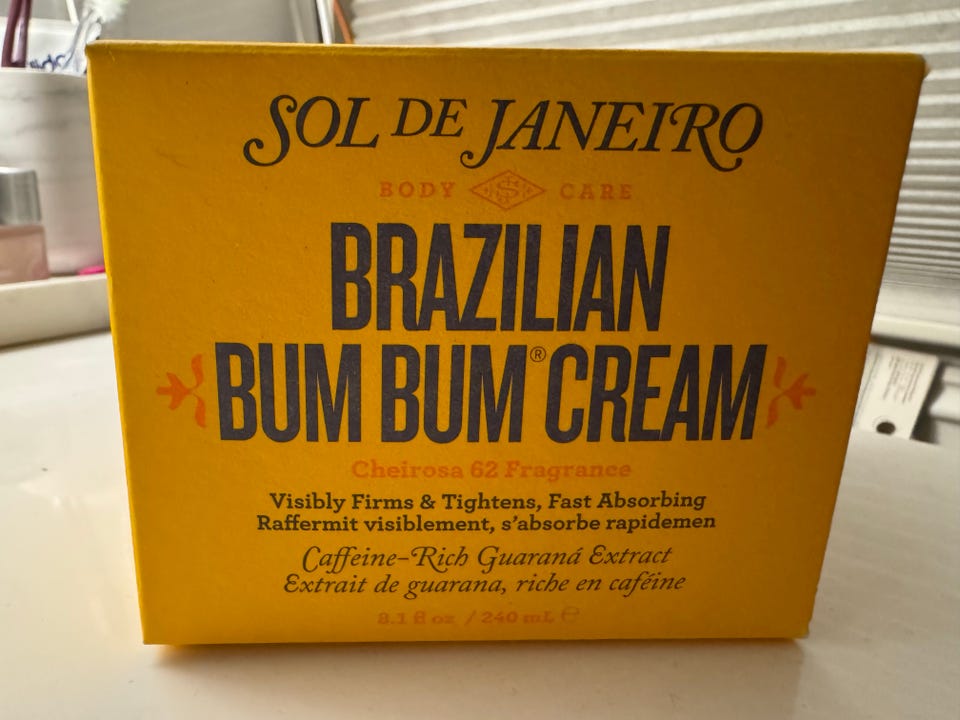 SOL DE JANEIRO
BODY CARE
BRAZILIAN
BUM BUM® CREAM
Cheirosa 62 Fragrance
Visibly Firms & Tightens, Fast Absorbing
Raffermit visiblement, s'absorbe rapidemen
Caffeine-Rich Guaraná Extract
Extrait de guarana, riche en caféine
8.1 fl oz / 240 mL ℮